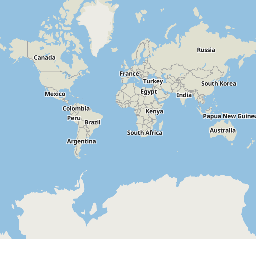 Russia
Canada
France
Turkey
South Korea
Egypt
India
Mexico
Colombia
Kenya
Peru
Brazil
Papua New Guinea
Australia
South Africa
Argentina